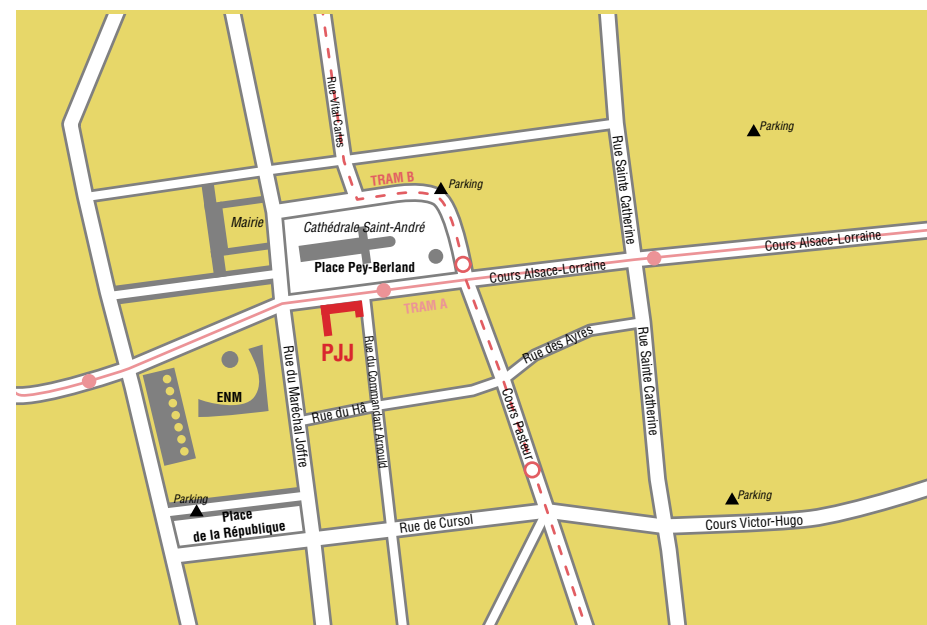 Rue Vital Carles
Parking
TRAM B
Parking
Rue Sainte Catherine
Mairie
Cathédrale Saint-André
Place Pey-Berland
Cours Alsace-Lorraine
Cours Alsace-Lorraine
TRAM A
PJJ
Rue des Ayres
Rue Sainte Catherine
ENM
Rue du Maréchal Joffre
Rue du Commandant Arnould
Rue du Hâ
Cours Pasteur
Parking
Parking
Place
de la République
Rue de Cursol
Cours Victor-Hugo